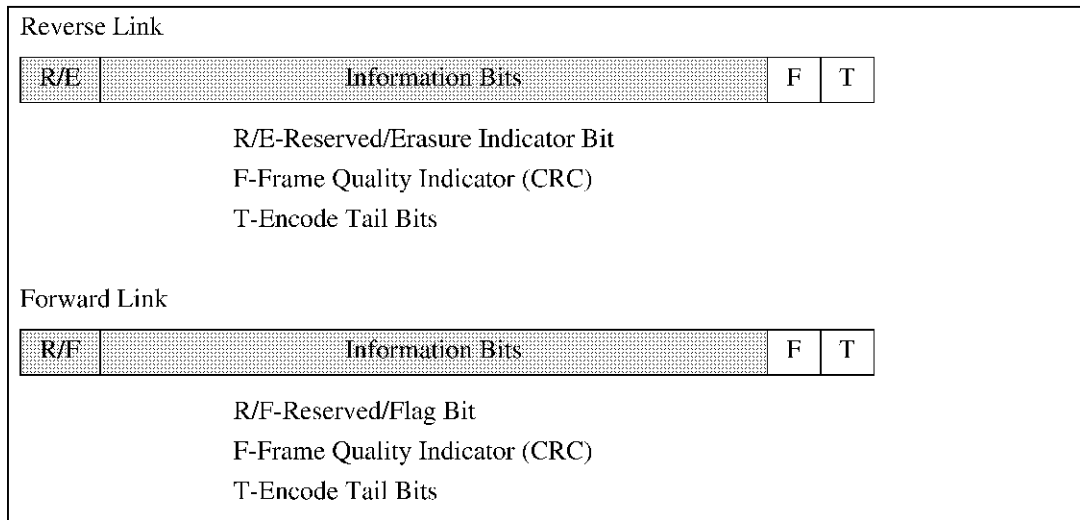 Reverse Link
R/E Information Bits F T
R/E-Reserved/Erasure Indicator Bit
F-Frame Quality Indicator (CRC)
T-Encode Tail Bits
Forward Link
R/F Information Bits F T
R/F-Reserved/Flag Bit
F-Frame Quality Indicator (CRC)
T-Encode Tail Bits